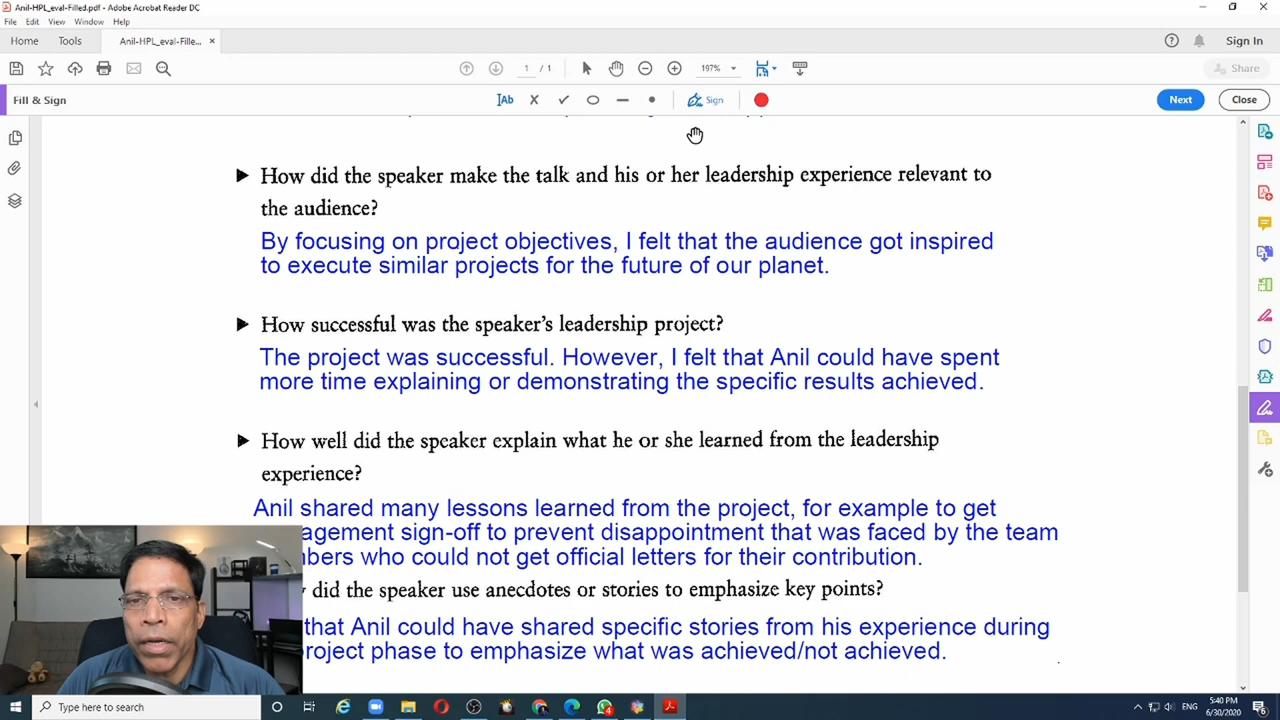 Anil-HPL_eval-Filled.pdf - Adobe Acrobat Reader DC
File Edit View Window Help
Home Tools Anil-HPL_eval-Fille... × Sign In
1 / 1 197% Share
Fill & Sign Ab Sign Next Close
How did the speaker make the talk and his or her leadership experience relevant to
the audience?
By focusing on project objectives, I felt that the audience got inspired
to execute similar projects for the future of our planet.
How successful was the speaker's leadership project?
The project was successful. However, I felt that Anil could have spent
more time explaining or demonstrating the specific results achieved.
How well did the speaker explain what he or she learned from the leadership
experience?
Anil shared many lessons learned from the project, for example to get
agement sign-off to prevent disappointment that was faced by the team
bers who could not get official letters for their contribution.
did the speaker use anecdotes or stories to emphasize key points?
that Anil could have shared specific stories from his experience during
roject phase to emphasize what was achieved/not achieved.
Type here to search
ENG
5:40 PM
6/30/2020